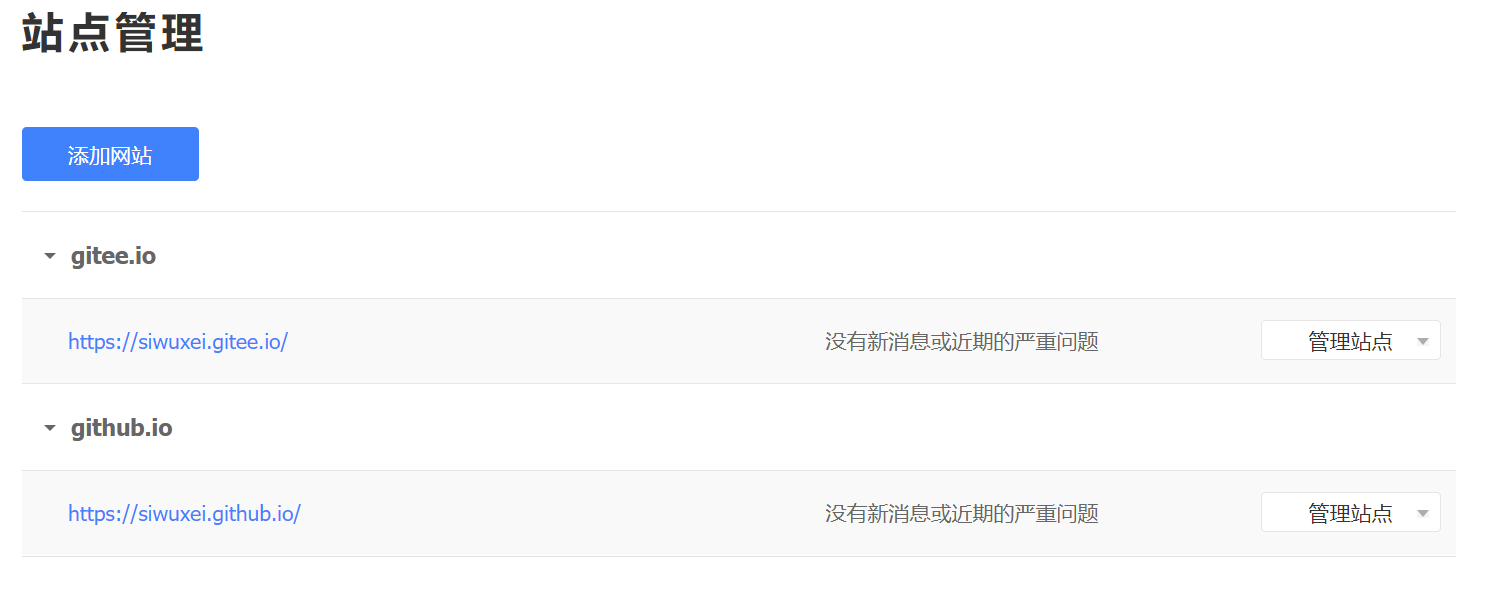 站点管理
添加网站
gitee.io
https://siwuxei.gitee.io/ 没有新消息或近期的严重问题 管理站点
github.io
https://siwuxei.github.io/ 没有新消息或近期的严重问题 管理站点